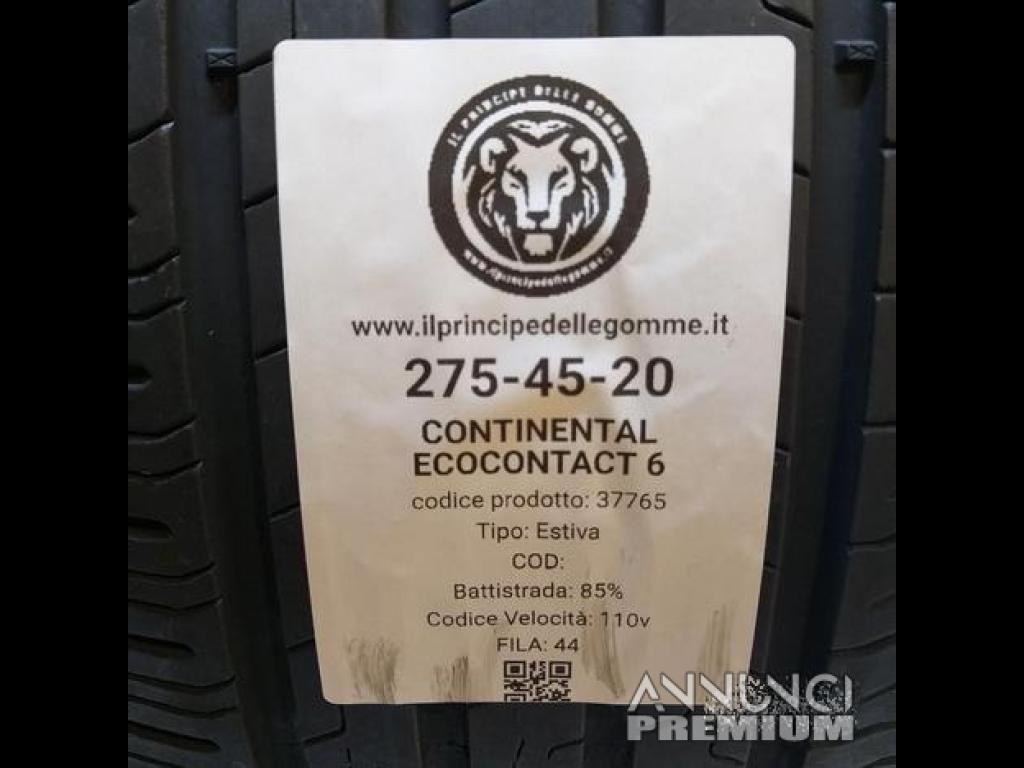 IL PRINCIPE DELLE GOMME
www.ilprincipedellegomme.it
www.ilprincipedellegomme.it
275-45-20
CONTINENTAL
ECOCONTACT 6
codice prodotto: 37765
Tipo: Estiva
COD:
Battistrada: 85%
Codice Velocità: 110v
FILA: 44
ANNUNCI
PREMIUM